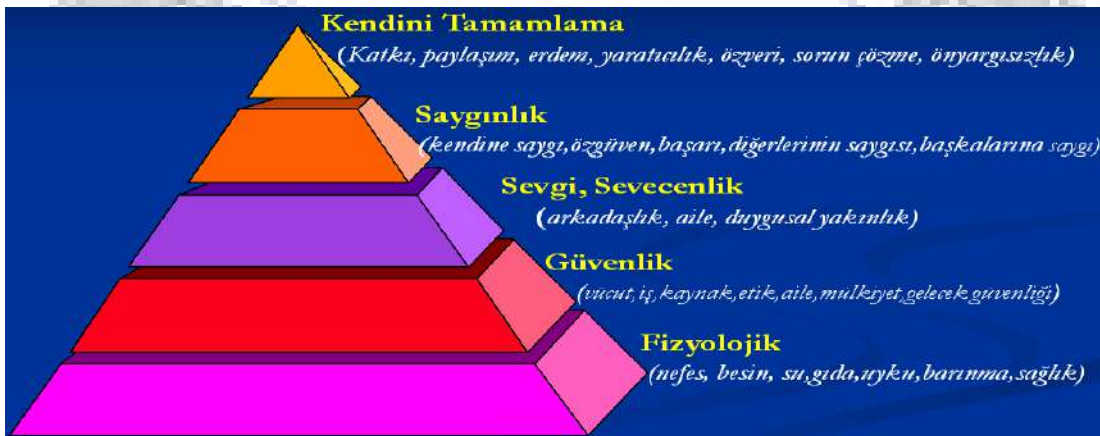 Kendini Tamamlama
(Katkı, paylaşım, erdem, yaratıcılık, özveri, sorun çözme, önyargısızlık)
Saygınlık
(kendine saygı,özgüven,başarı,diğerlerinin saygısı,başkalarına saygı)
Sevgi, Sevecenlik
(arkadaşlık, aile, duygusal yakınlık)
Güvenlik
(vücut,iş,kaynak,etik,aile,mülkiyet,gelecek güvenliği)
Fizyolojik
(nefes, besin, su,gıda,uyku,barınma,sağlık)